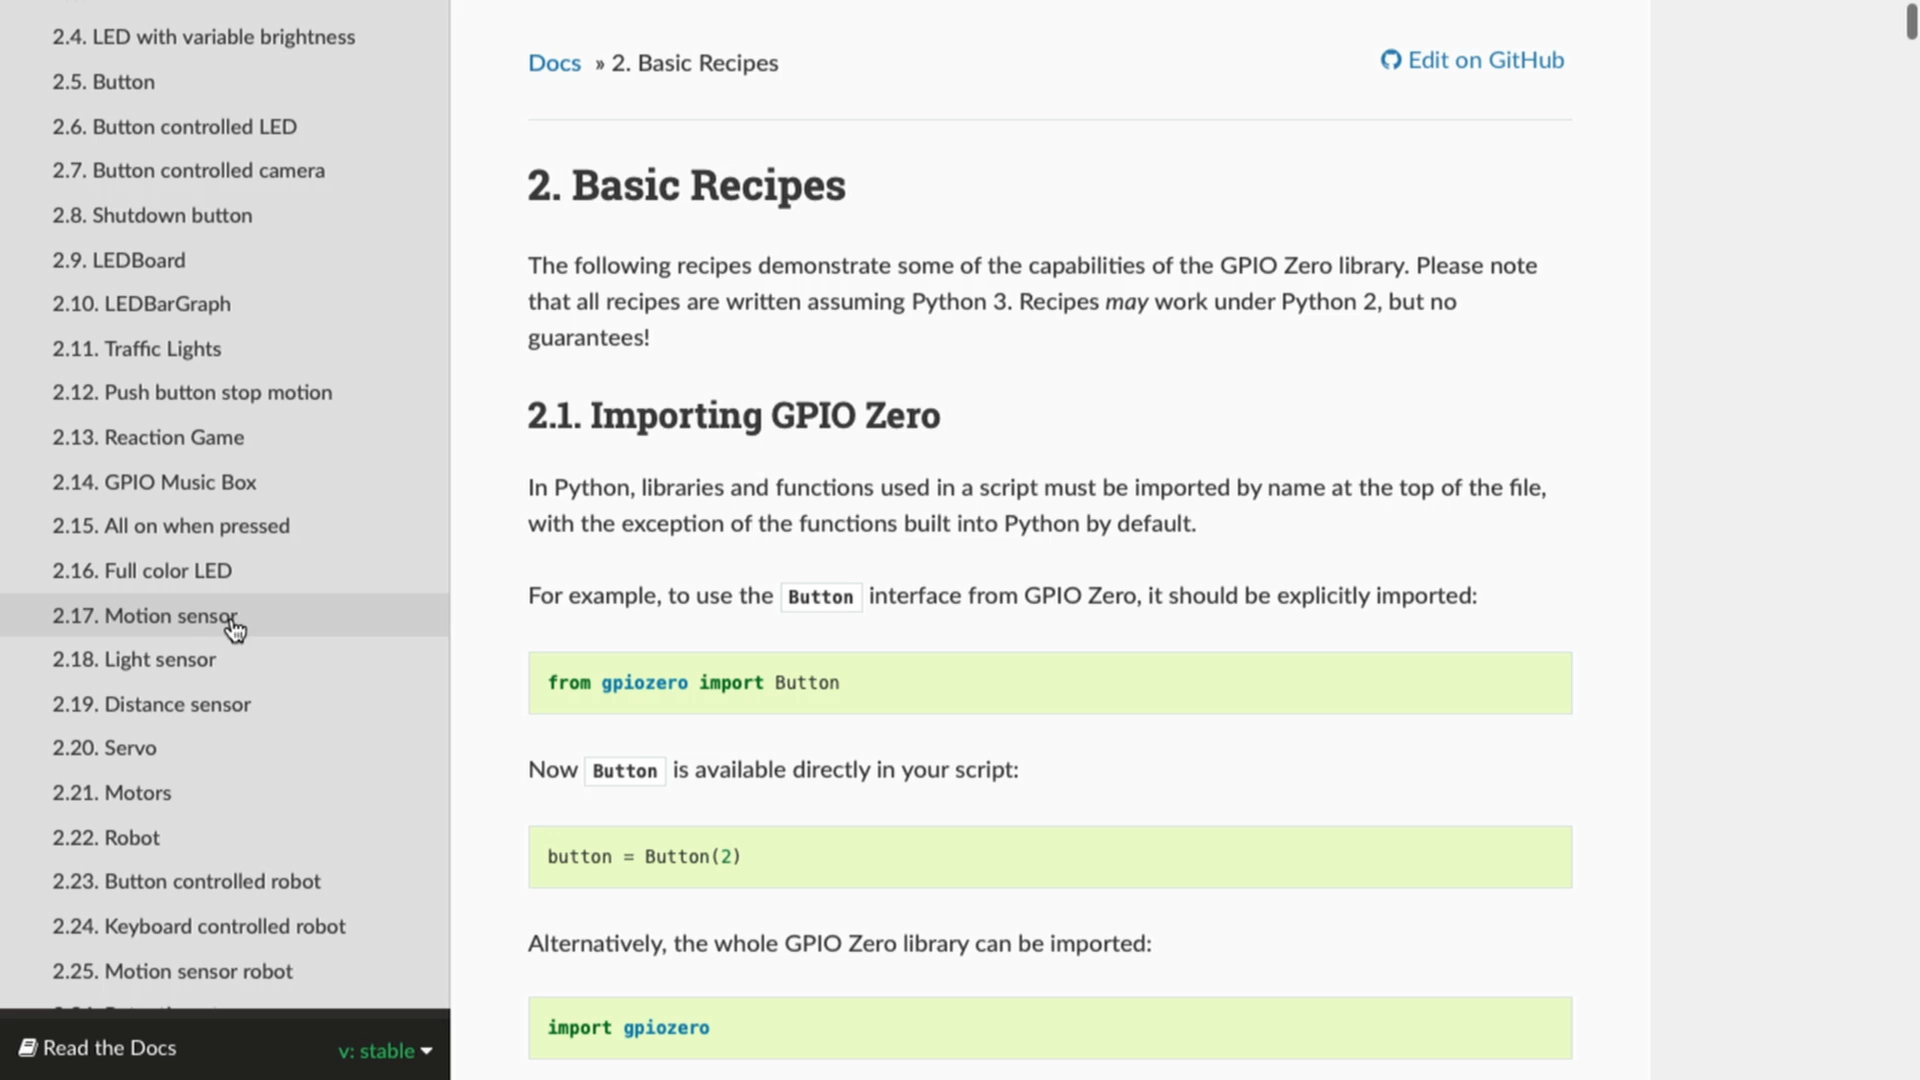 2.4. LED with variable brightness
2.5. Button
2.6. Button controlled LED
2.7. Button controlled camera
2.8. Shutdown button
2.9. LEDBoard
2.10. LEDBarGraph
2.11. Traffic Lights
2.12. Push button stop motion
2.13. Reaction Game
2.14. GPIO Music Box
2.15. All on when pressed
2.16. Full color LED
2.17. Motion sensor
2.18. Light sensor
2.19. Distance sensor
2.20. Servo
2.21. Motors
2.22. Robot
2.23. Button controlled robot
2.24. Keyboard controlled robot
2.25. Motion sensor robot
Read the Docs
v: stable
Docs » 2. Basic Recipes
Edit on GitHub
2. Basic Recipes
The following recipes demonstrate some of the capabilities of the GPIO Zero library. Please note
that all recipes are written assuming Python 3. Recipes may work under Python 2, but no
guarantees!
2.1. Importing GPIO Zero
In Python, libraries and functions used in a script must be imported by name at the top of the file,
with the exception of the functions built into Python by default.
For example, to use the Button interface from GPIO Zero, it should be explicitly imported:
from gpiozero import Button
Now Button is available directly in your script:
button = Button(2)
Alternatively, the whole GPIO Zero library can be imported:
import gpiozero